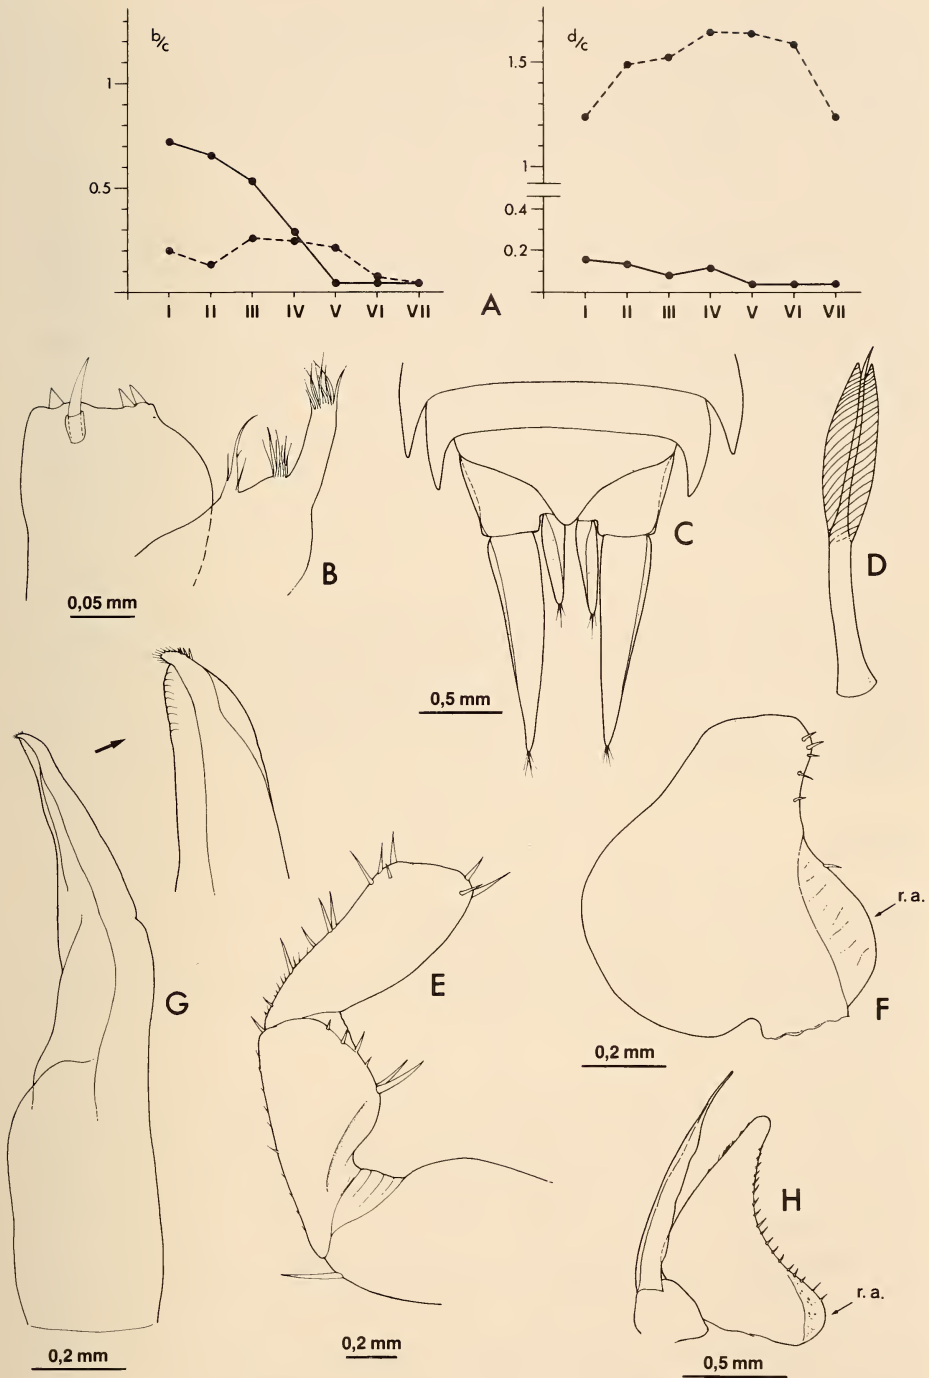 b/c
1
0.5
I II III IV V VI VII
A
d/c
1.5
1
0.4
0.2
I II III IV V VI VII
B
0,05 mm
C
0,5 mm
D
G
0,2 mm
E
0,2 mm
r. a.
F
0,2 mm
H
r. a.
0,5 mm